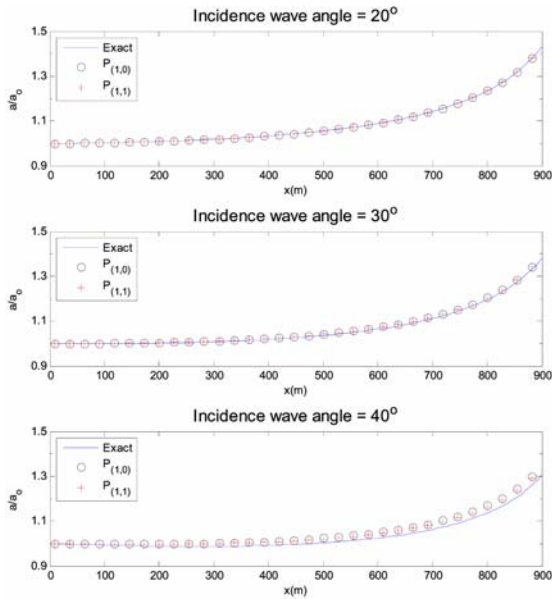 Incidence wave angle = 20°
1.5
1.3
1.1
0.9
a/a₀
Exact
P(1,0)
P(1,1)
0 100 200 300 400 500 600 700 800 900
x(m)
Incidence wave angle = 30°
1.5
1.3
1.1
0.9
a/a₀
Exact
P(1,0)
P(1,1)
0 100 200 300 400 500 600 700 800 900
x(m)
Incidence wave angle = 40°
1.5
1.3
1.1
0.9
a/a₀
Exact
P(1,0)
P(1,1)
0 100 200 300 400 500 600 700 800 900
x(m)